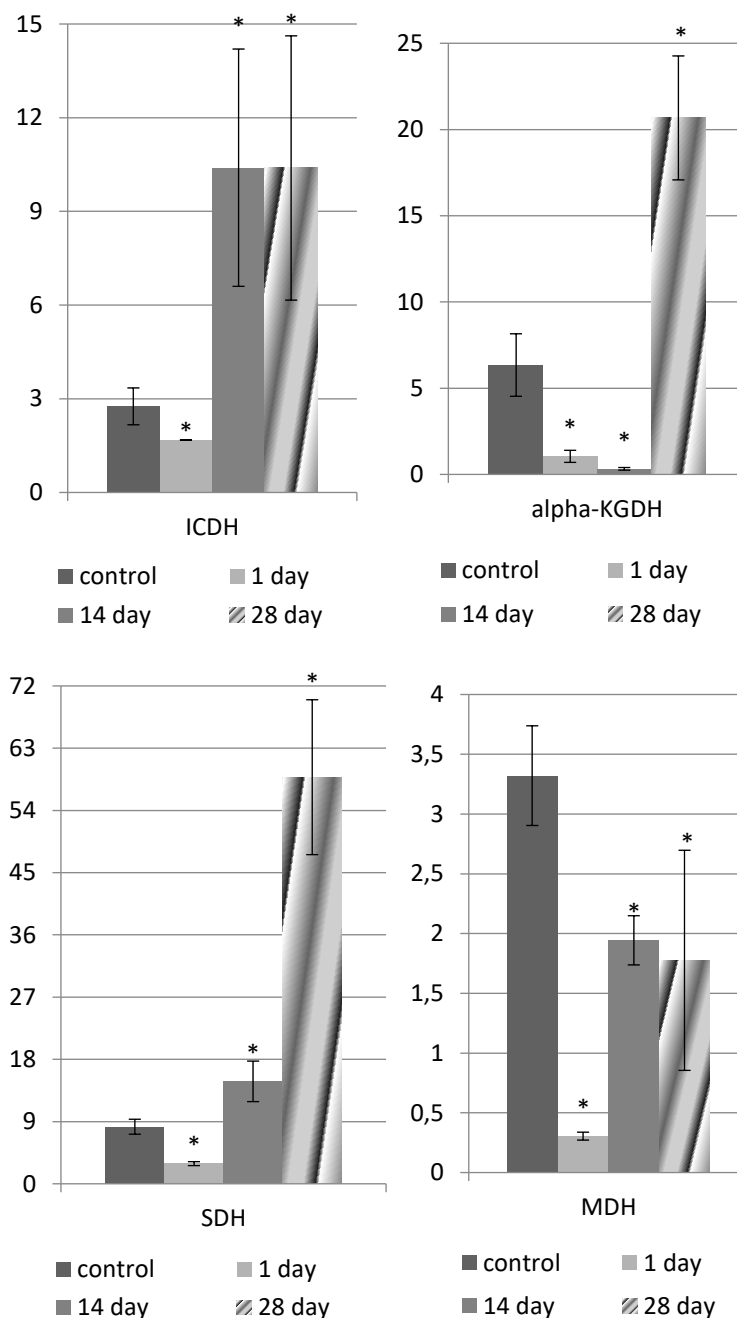 15
12
9
6
3
0
* * *
ICDH
control 1 day
14 day 28 day
25
20
15
10
5
0
* * *
alpha-KGDH
control 1 day
14 day 28 day
72
63
54
45
36
27
18
9
0
* * *
SDH
control 1 day
14 day 28 day
4
3,5
3
2,5
2
1,5
1
0,5
0
* * *
MDH
control 1 day
14 day 28 day